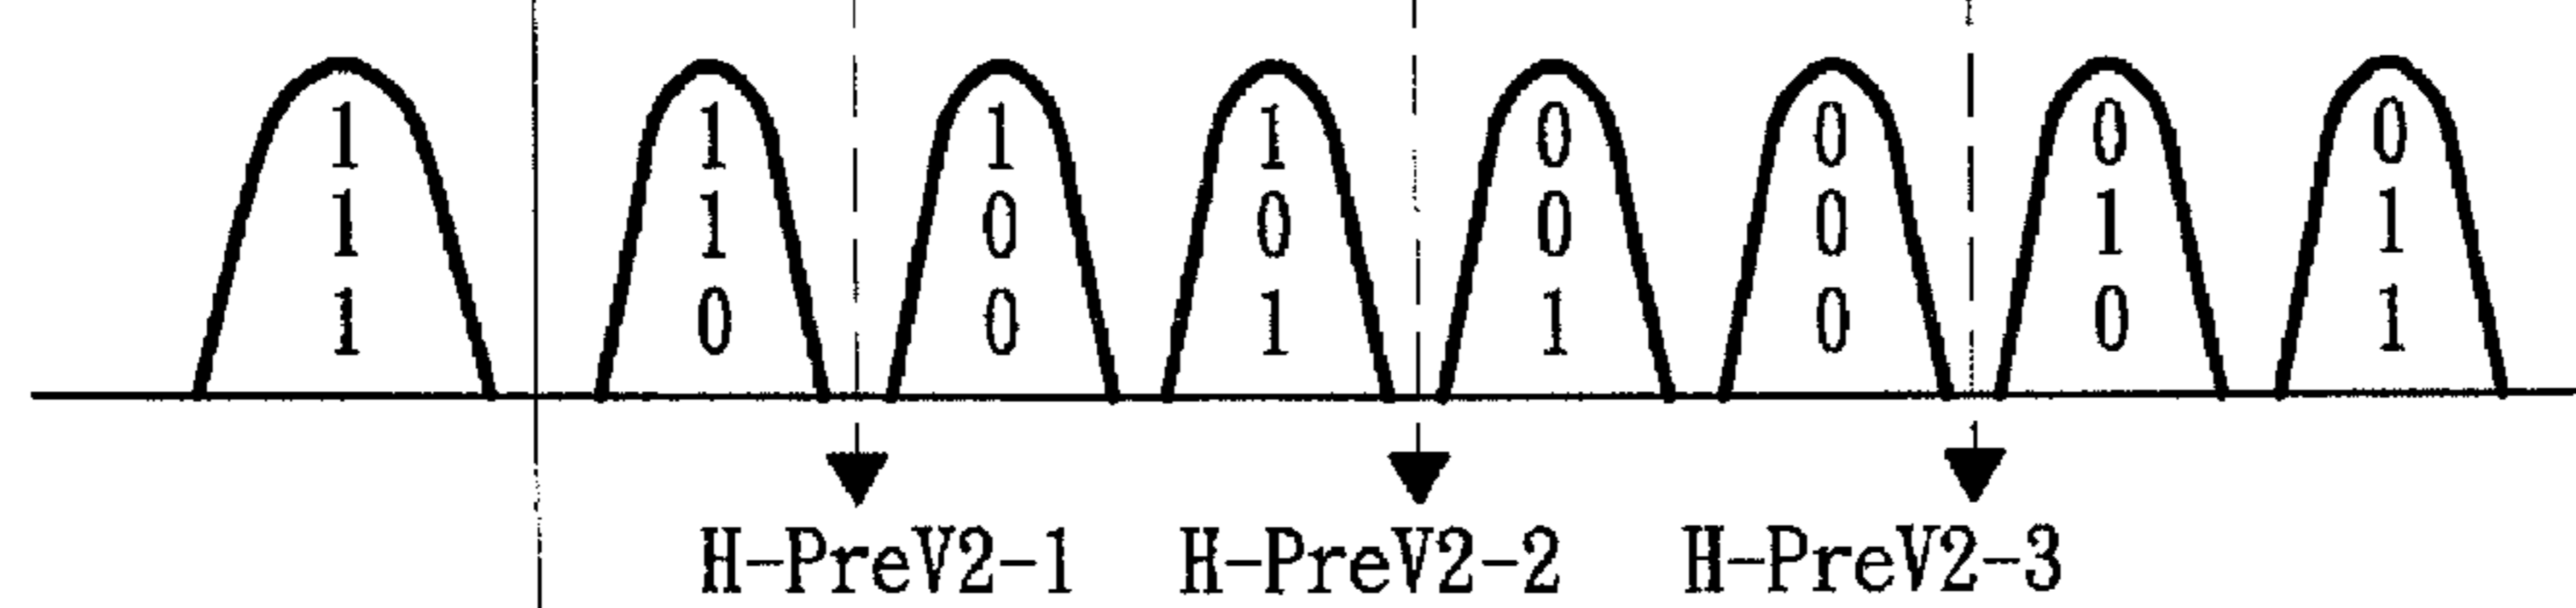 1 1 1 1 0 0 0 0
1 1 0 0 0 0 1 1
1 0 0 1 1 0 0 1
H-PreV2-1 H-PreV2-2 H-PreV2-3